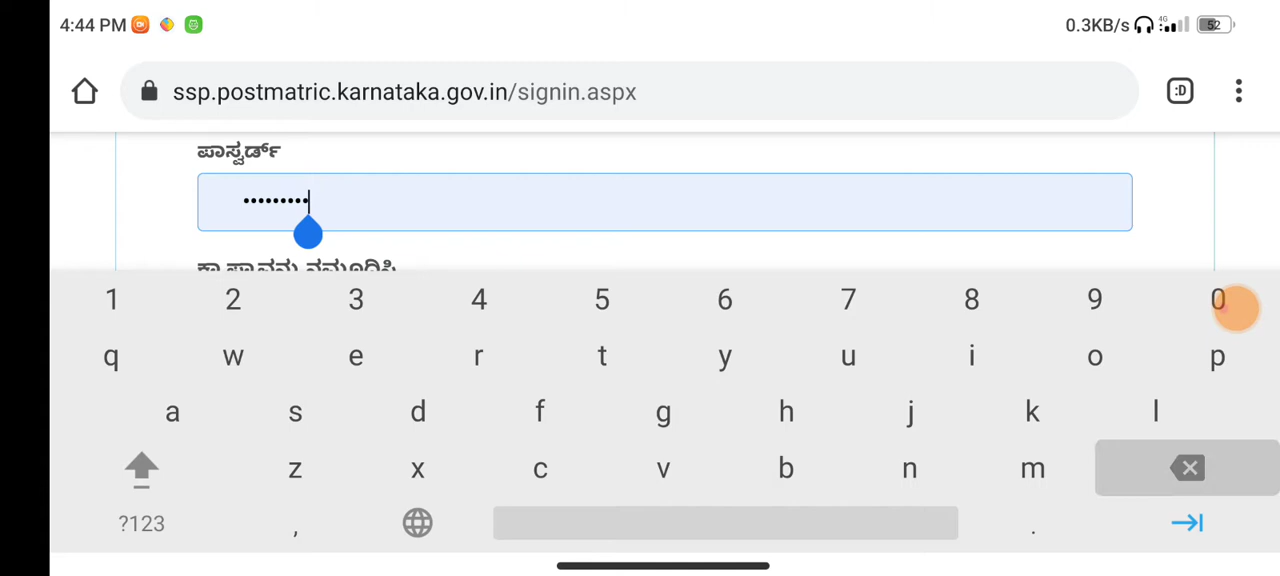 4:44 PM 0.3KB/s 4G 52
ssp.postmatric.karnataka.gov.in/signin.aspx :D
ಪಾಸ್ವರ್ಡ್
•••••••••
1 2 3 4 5 6 7 8 9 0
q w e r t y u i o p
a s d f g h j k l
z x c v b n m
?123 , .